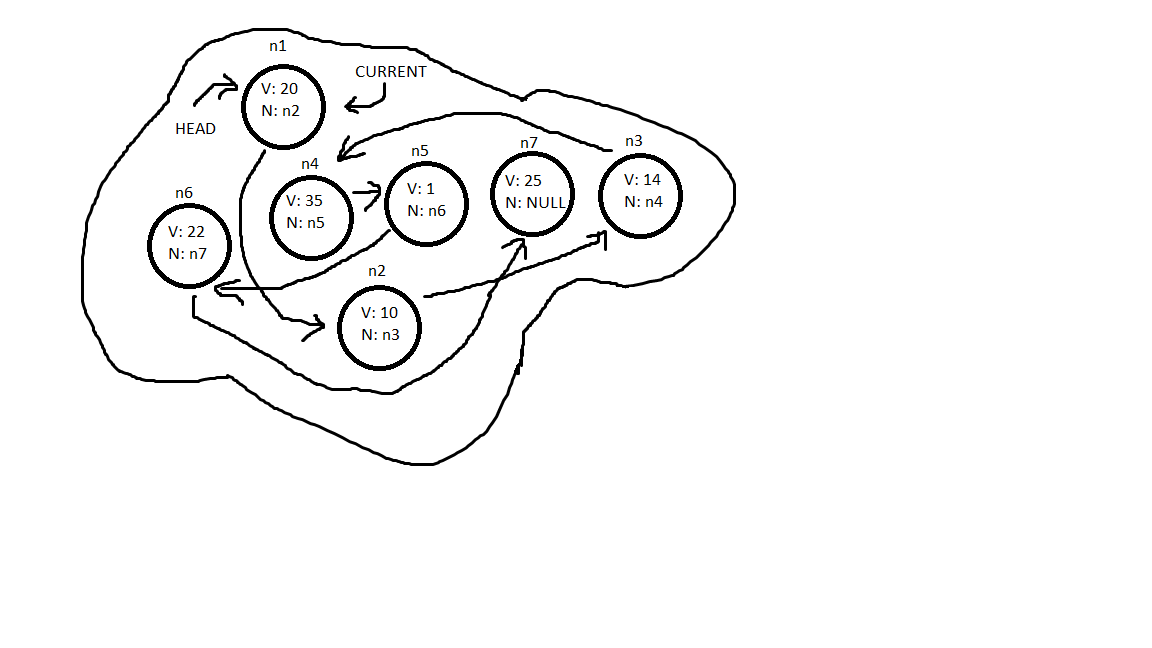 n1
CURRENT
V: 20
N: n2
HEAD
n7
n3
n5
n4
V: 25
N: NULL
V: 14
N: n4
V: 1
N: n6
n6
V: 35
N: n5
V: 22
N: n7
n2
V: 10
N: n3